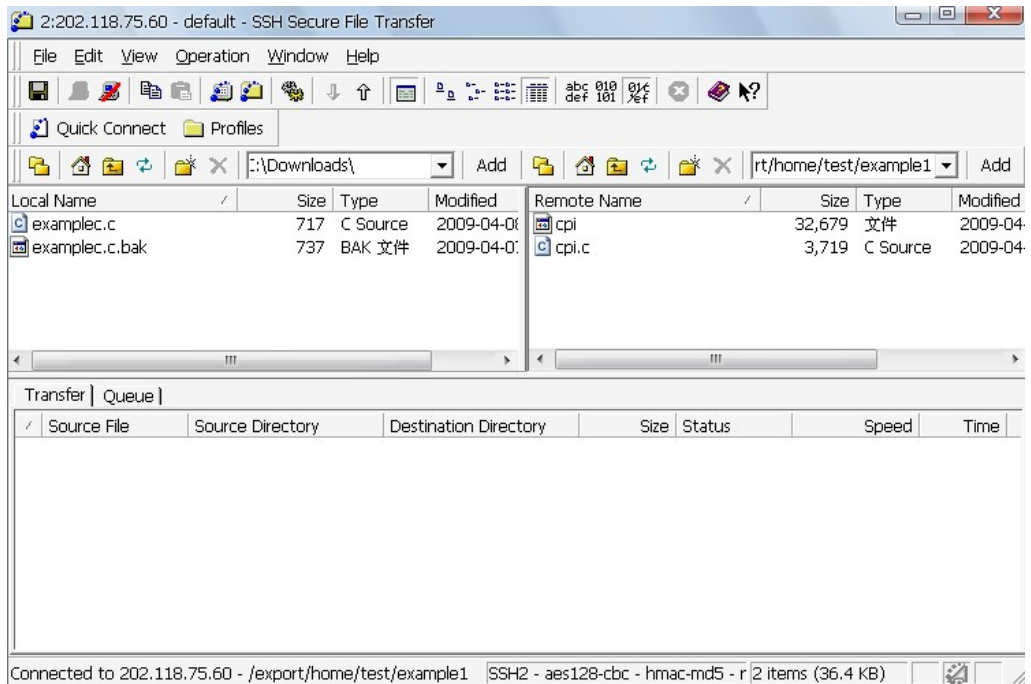 2:202.118.75.60 - default - SSH Secure File Transfer
File Edit View Operation Window Help
abc def 010 101
Quick Connect Profiles
:\Downloads\ Add rt/home/test/example1 Add
Local Name Size Type Modified Remote Name Size Type Modified
examplec.c 717 C Source 2009-04-08 cpi 32,679 文件 2009-04-
examplec.c.bak 737 BAK 文件 2009-04-0 cpi.c 3,719 C Source 2009-04-
Transfer Queue
Source File Source Directory Destination Directory Size Status Speed Time
Connected to 202.118.75.60 - /export/home/test/example1 SSH2 - aes128-cbc - hmac-md5 - r 2 items (36.4 KB)